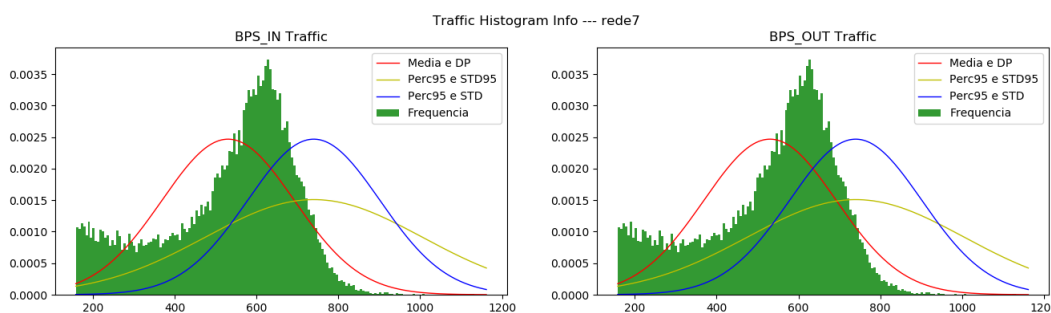 Traffic Histogram Info --- rede7
BPS_IN Traffic
0.0035
0.0030
0.0025
0.0020
0.0015
0.0010
0.0005
0.0000
200
400
600
800
1000
1200
Media e DP
Perc95 e STD95
Perc95 e STD
Frequencia
BPS_OUT Traffic
0.0035
0.0030
0.0025
0.0020
0.0015
0.0010
0.0005
0.0000
200
400
600
800
1000
120
Media e DP
Perc95 e STD95
Perc95 e STD
Frequencia